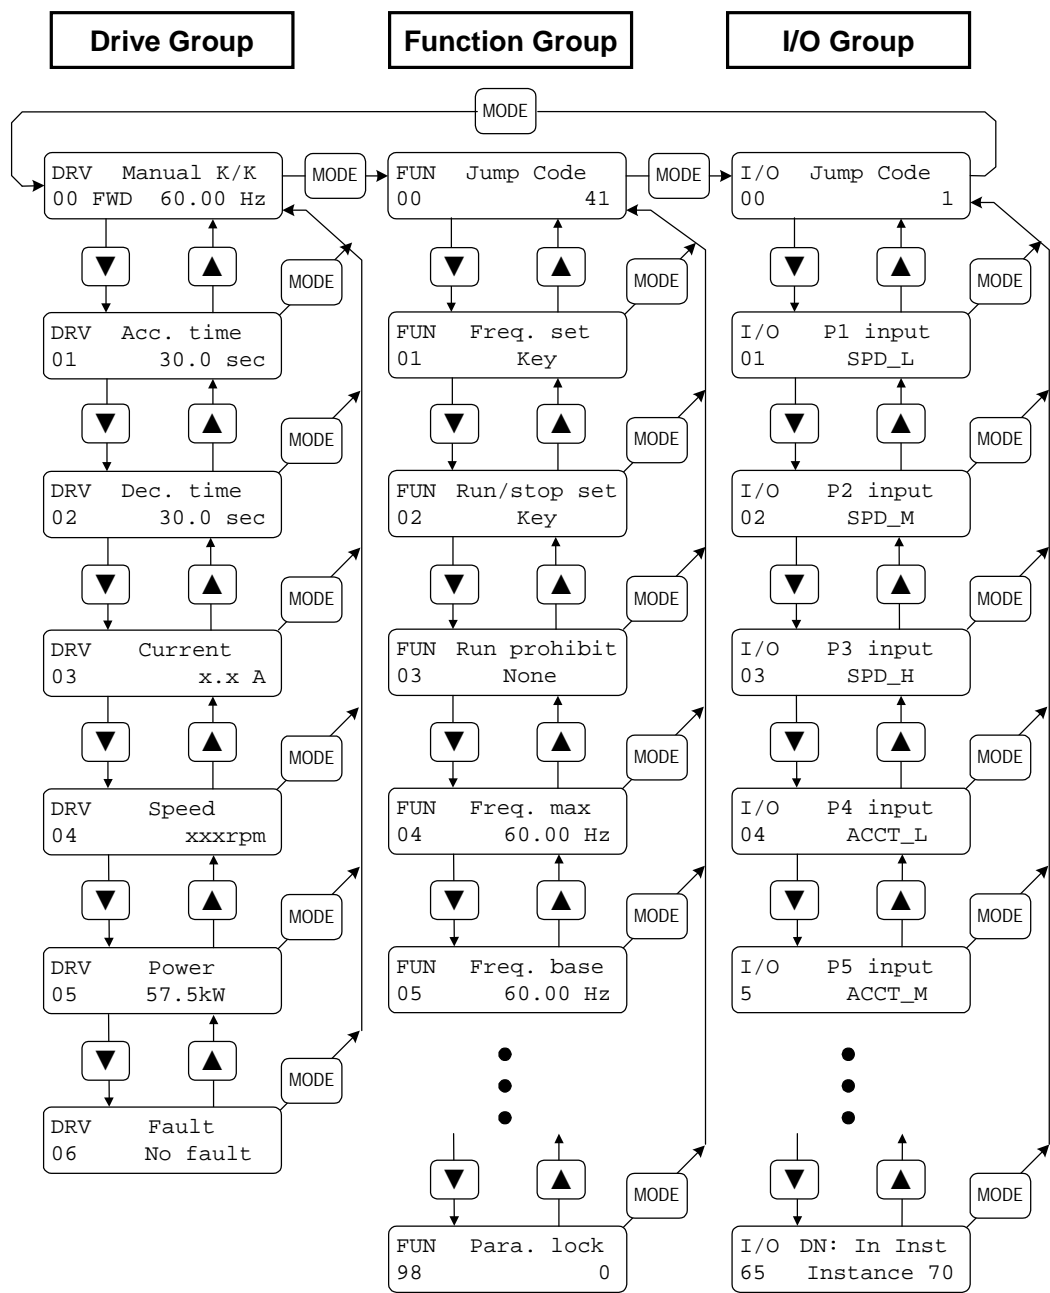 Drive Group
Function Group
I/O Group
MODE
DRV Manual K/K
00 FWD 60.00 Hz
MODE
FUN Jump Code
00 41
MODE
I/O Jump Code
00 1
▼ ▲ MODE
▼ ▲ MODE
▼ ▲ MODE
DRV Acc. time
01 30.0 sec
FUN Freq. set
01 Key
I/O P1 input
01 SPD_L
▼ ▲ MODE
▼ ▲ MODE
▼ ▲ MODE
DRV Dec. time
02 30.0 sec
FUN Run/stop set
02 Key
I/O P2 input
02 SPD_M
▼ ▲ MODE
▼ ▲ MODE
▼ ▲ MODE
DRV Current
03 x.x A
FUN Run prohibit
03 None
I/O P3 input
03 SPD_H
▼ ▲ MODE
▼ ▲ MODE
▼ ▲ MODE
DRV Speed
04 xxxrpm
FUN Freq. max
04 60.00 Hz
I/O P4 input
04 ACCT_L
▼ ▲ MODE
▼ ▲ MODE
▼ ▲ MODE
DRV Power
05 57.5kW
FUN Freq. base
05 60.00 Hz
I/O P5 input
5 ACCT_M
▼ ▲ MODE
DRV Fault
06 No fault
▼ ▲ MODE
▼ ▲ MODE
FUN Para. lock
98 0
I/O DN: In Inst
65 Instance 70